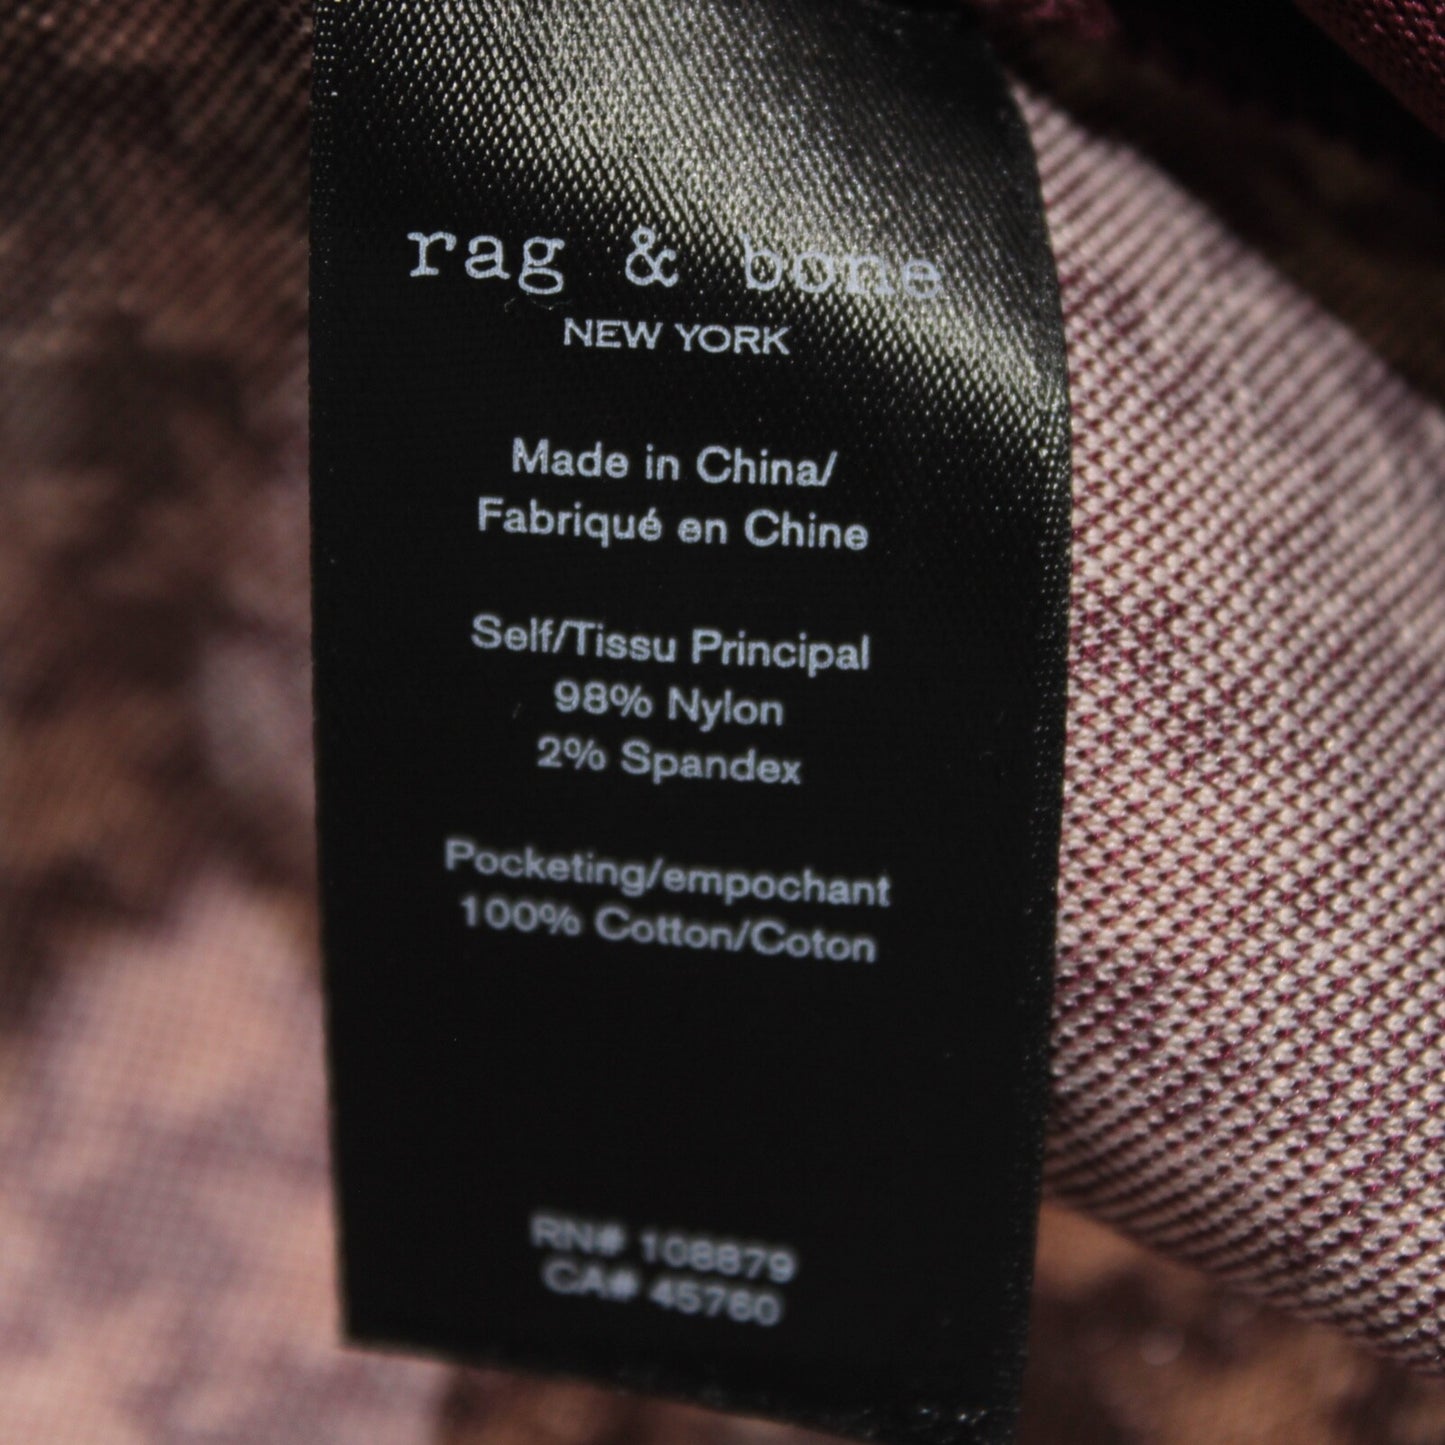 rag & bone
NEW YORK
Made in China/
Fabriqué en Chine
Self/Tissu Principal
98% Nylon
2% Spandex
Pocketing/empochant
100% Cotton/Coton
RN# 108879
CA# 45760